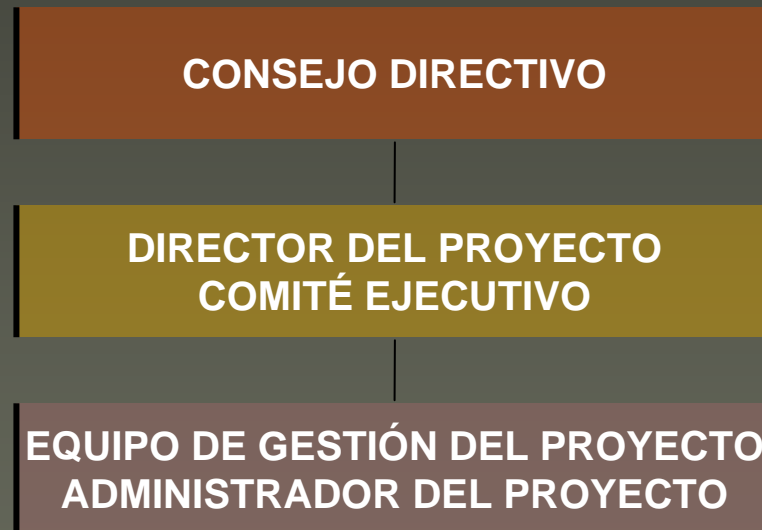 CONSEJO DIRECTIVO
DIRECTOR DEL PROYECTO
COMITÉ EJECUTIVO
EQUIPO DE GESTIÓN DEL PROYECTO
ADMINISTRADOR DEL PROYECTO